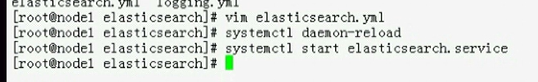 elasticsearch.yml  logging.yml
[root@node1 elasticsearch]# vim elasticsearch.yml
[root@node1 elasticsearch]# systemctl daemon-reload
[root@node1 elasticsearch]# systemctl start elasticsearch.service
[root@node1 elasticsearch]#